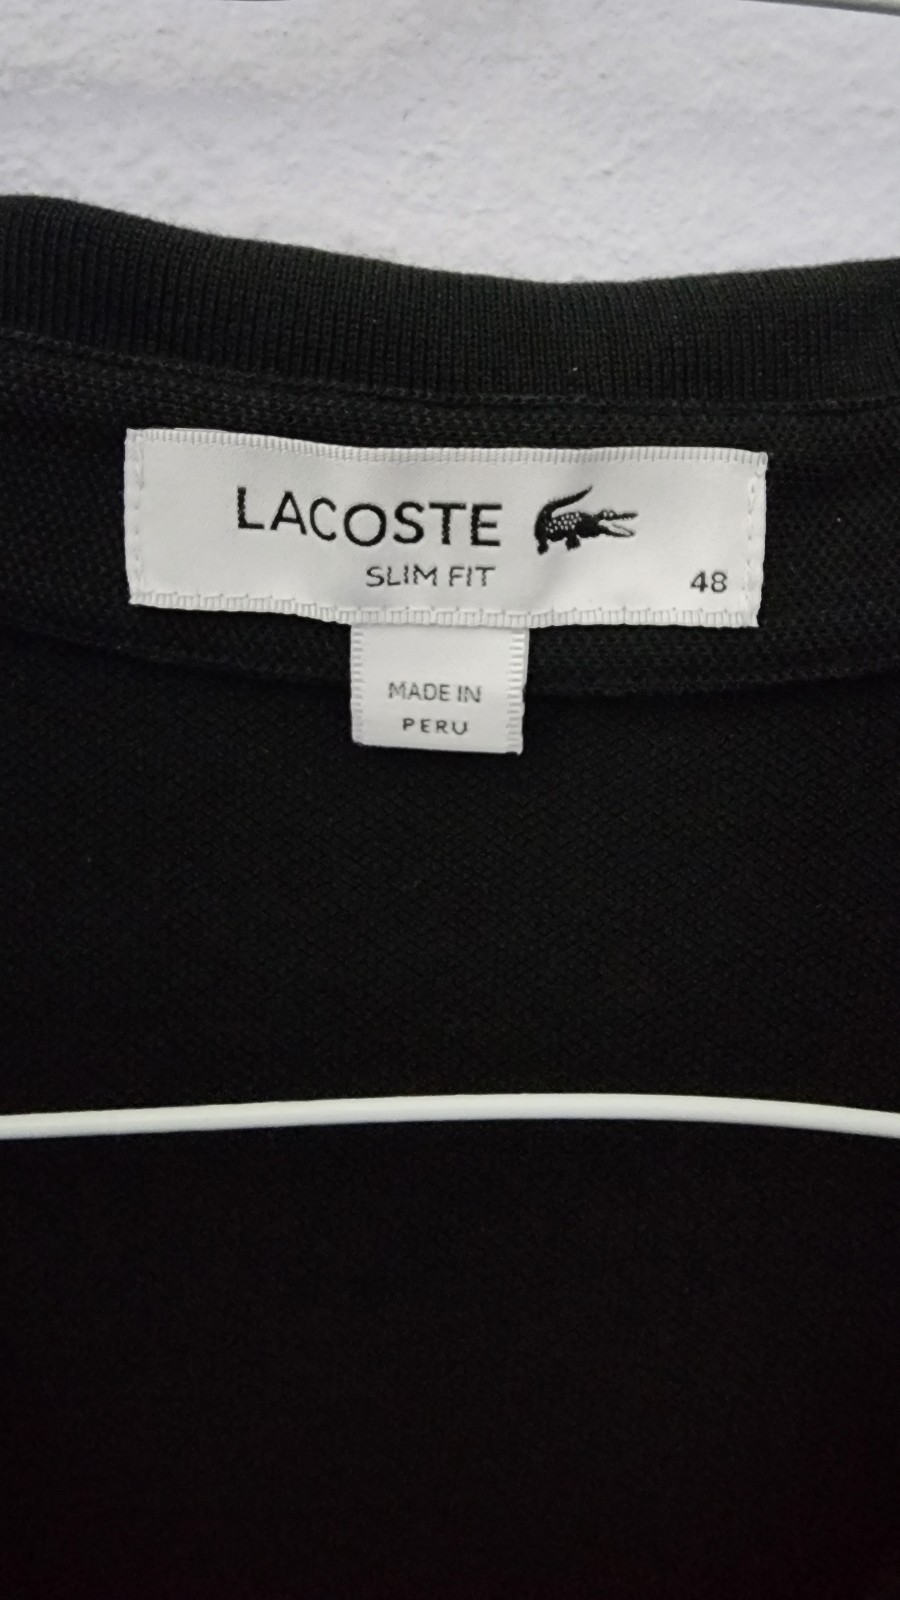 LACOSTE
SLIM FIT
48
MADE IN
PERU